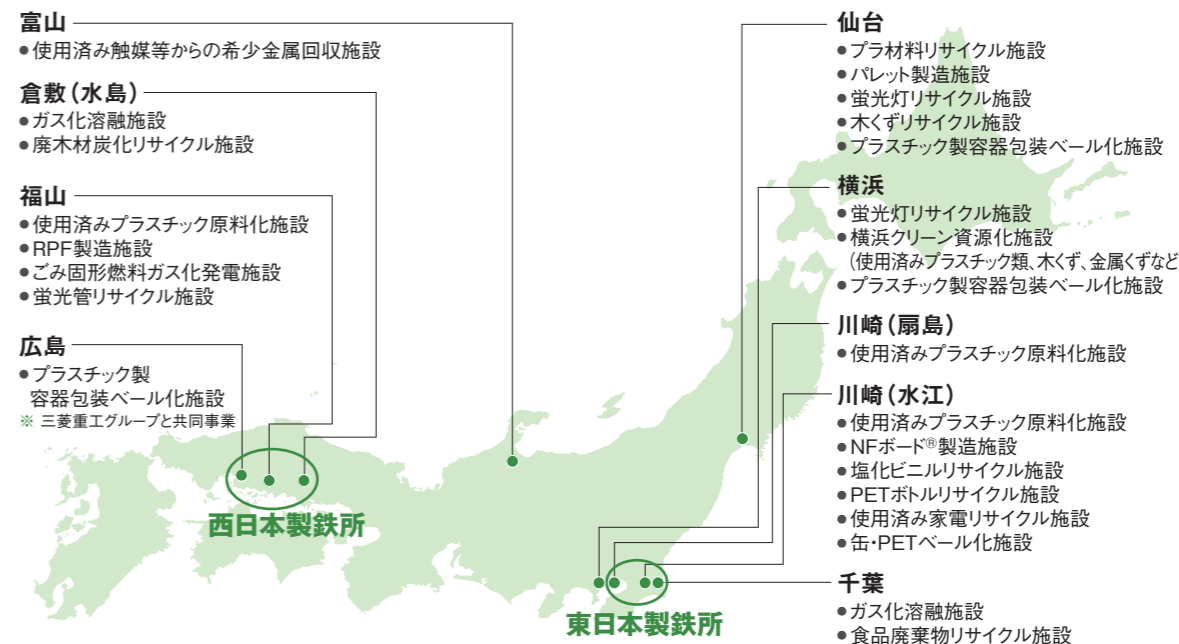 富山
●使用済み触媒等からの希少金属回収施設
倉敷(水島)
●ガス化溶融施設
●廃木材炭化リサイクル施設
福山
●使用済みプラスチック原料化施設
●RPF製造施設
●ごみ固形燃料ガス化発電施設
●蛍光管リサイクル施設
広島
●プラスチック製
容器包装ベール化施設
※ 三菱重工グループと共同事業
西日本製鉄所
仙台
●プラ材料リサイクル施設
●パレット製造施設
●蛍光灯リサイクル施設
●木くずリサイクル施設
●プラスチック製容器包装ベール化施設
横浜
●蛍光灯リサイクル施設
●横浜クリーン資源化施設
(使用済みプラスチック類、木くず、金属くずなど
●プラスチック製容器包装ベール化施設
川崎(扇島)
●使用済みプラスチック原料化施設
川崎(水江)
●使用済みプラスチック原料化施設
●NFボード®製造施設
●塩化ビニルリサイクル施設
●PETボトルリサイクル施設
●使用済み家電リサイクル施設
●缶・PETベール化施設
千葉
●ガス化溶融施設
●食品廃棄物リサイクル施設
東日本製鉄所